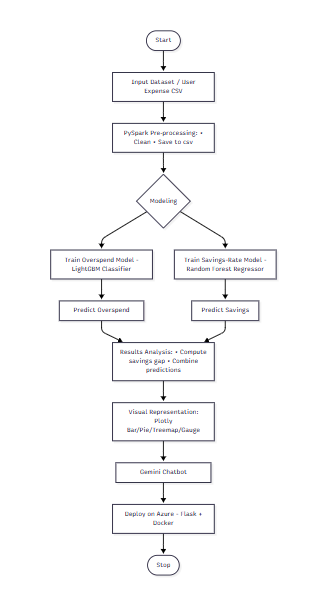 Start
Input Dataset / User
Expense CSV
PySpark Pre-processing: •
Clean • Save to csv
Modeling
Train Overspend Model -
LightGBM Classifier
Train Savings-Rate Model -
Random Forest Regressor
Predict Overspend
Predict Savings
Results Analysis: • Compute
savings gap • Combine
predictions
Visual Representation:
Plotly
Bar/Pie/Treemap/Gauge
Gemini Chatbot
Deploy on Azure - Flask +
Docker
Stop